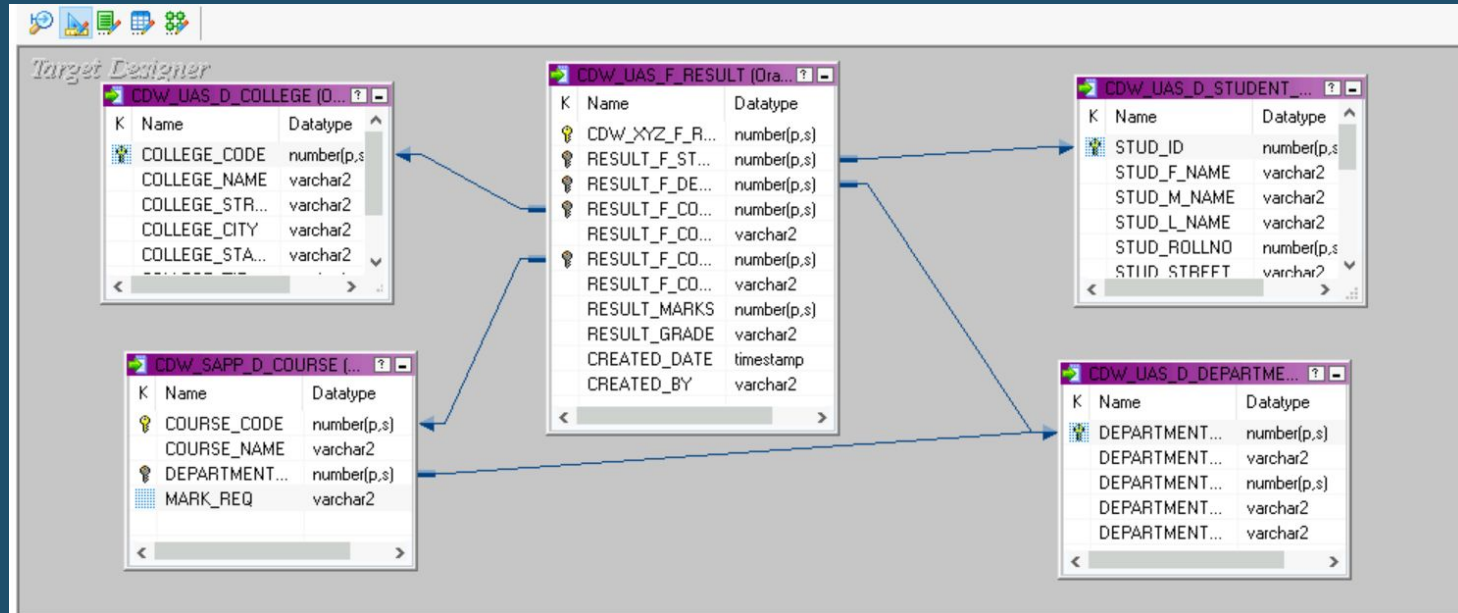 Target Designer
CDW_UAS_D_COLLEGE (O...
K Name Datatype
COLLEGE_CODE number(p,s
COLLEGE_NAME varchar2
COLLEGE_STR... varchar2
COLLEGE_CITY varchar2
COLLEGE_STA... varchar2
CDW_UAS_F_RESULT (Ora...
K Name Datatype
CDW_XYZ_F_R... number(p,s)
RESULT_F_ST... number(p,s)
RESULT_F_DE... number(p,s)
RESULT_F_CO... number(p,s)
RESULT_F_CO... varchar2
RESULT_F_CO... number(p,s)
RESULT_F_CO... varchar2
RESULT_MARKS number(p,s)
RESULT_GRADE varchar2
CREATED_DATE timestamp
CREATED_BY varchar2
CDW_UAS_D_STUDENT_...
K Name Datatype
STUD_ID number(p,s
STUD_F_NAME varchar2
STUD_M_NAME varchar2
STUD_L_NAME varchar2
STUD_ROLLNO number(p,s
STUD_STREET varchar2
CDW_SAPP_D_COURSE (...
K Name Datatype
COURSE_CODE number(p,s)
COURSE_NAME varchar2
DEPARTMENT... number(p,s)
MARK_REQ varchar2
CDW_UAS_D_DEPARTME...
K Name Datatype
DEPARTMENT... number(p,s)
DEPARTMENT... varchar2
DEPARTMENT... number(p,s)
DEPARTMENT... varchar2
DEPARTMENT... varchar2